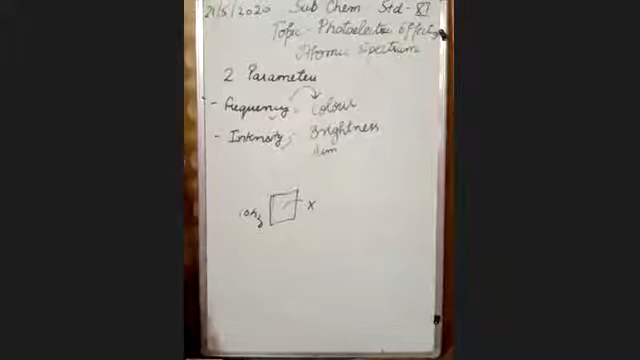 21/5/2020 Sub Chem Std - XI
Topic - Photoelectric effect,
Atomic Spectrum
2 Parameters
- Frequency - Colour
- Intensity - Brightness
dim
x